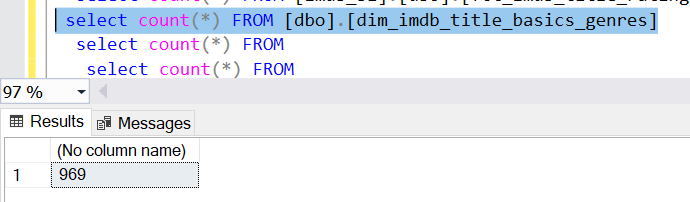 select count(*) FROM [dbo].[dim_imdb_title_basics_genres]
select count(*) FROM
select count(*) FROM
97 %
Results Messages
(No column name)
1 969